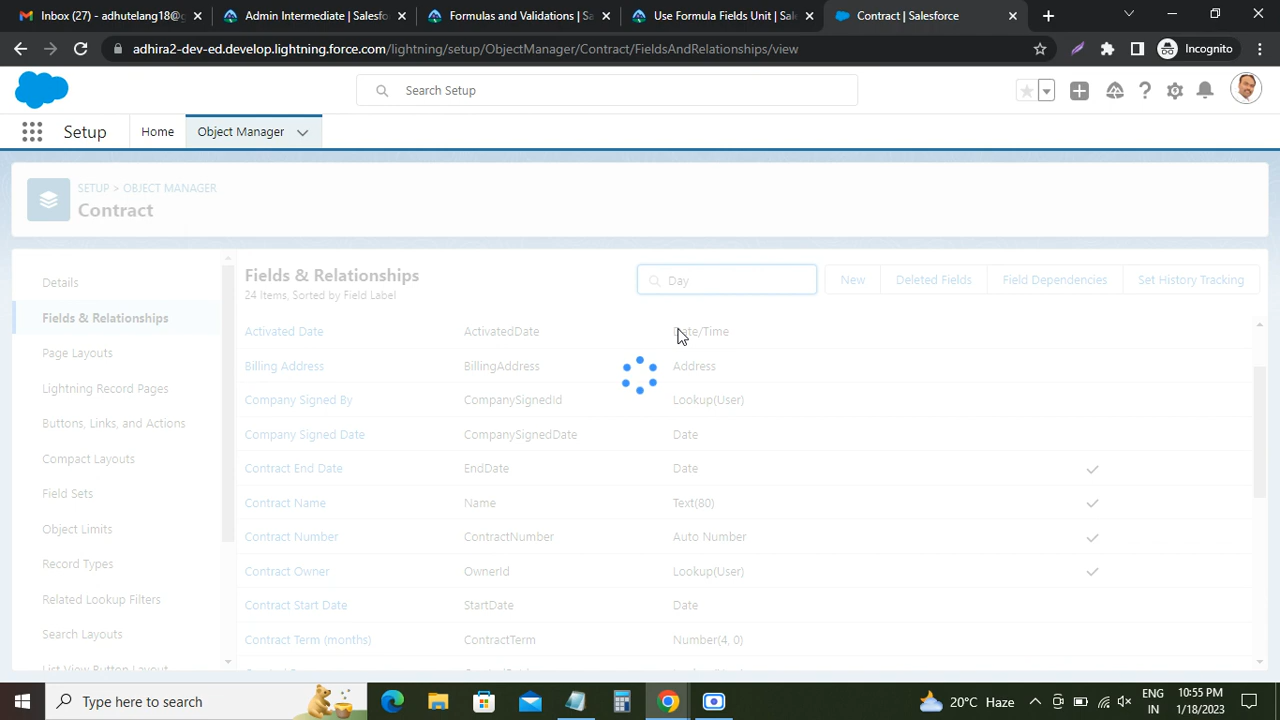 Inbox (27) - adhutelang18@g
Admin Intermediate | Salesfo
Formulas and Validations | Sa
Use Formula Fields Unit | Sal
Contract | Salesforce
adhira2-dev-ed.develop.lightning.force.com/lightning/setup/ObjectManager/Contract/FieldsAndRelationships/view
Incognito
Search Setup
Setup
Home
Object Manager
SETUP > OBJECT MANAGER
Contract
Details
Fields & Relationships
Page Layouts
Lightning Record Pages
Buttons, Links, and Actions
Compact Layouts
Field Sets
Object Limits
Record Types
Related Lookup Filters
Search Layouts
List View Button Layout
Fields & Relationships
24 Items, Sorted by Field Label
Day
New
Deleted Fields
Field Dependencies
Set History Tracking
Activated Date ActivatedDate Date/Time
Billing Address BillingAddress Address
Company Signed By CompanySignedId Lookup(User)
Company Signed Date CompanySignedDate Date
Contract End Date EndDate Date
Contract Name Name Text(80)
Contract Number ContractNumber Auto Number
Contract Owner OwnerId Lookup(User)
Contract Start Date StartDate Date
Contract Term (months) ContractTerm Number(4, 0)
Type here to search
20°C Haze
ENG
IN
10:55 PM
1/18/2023